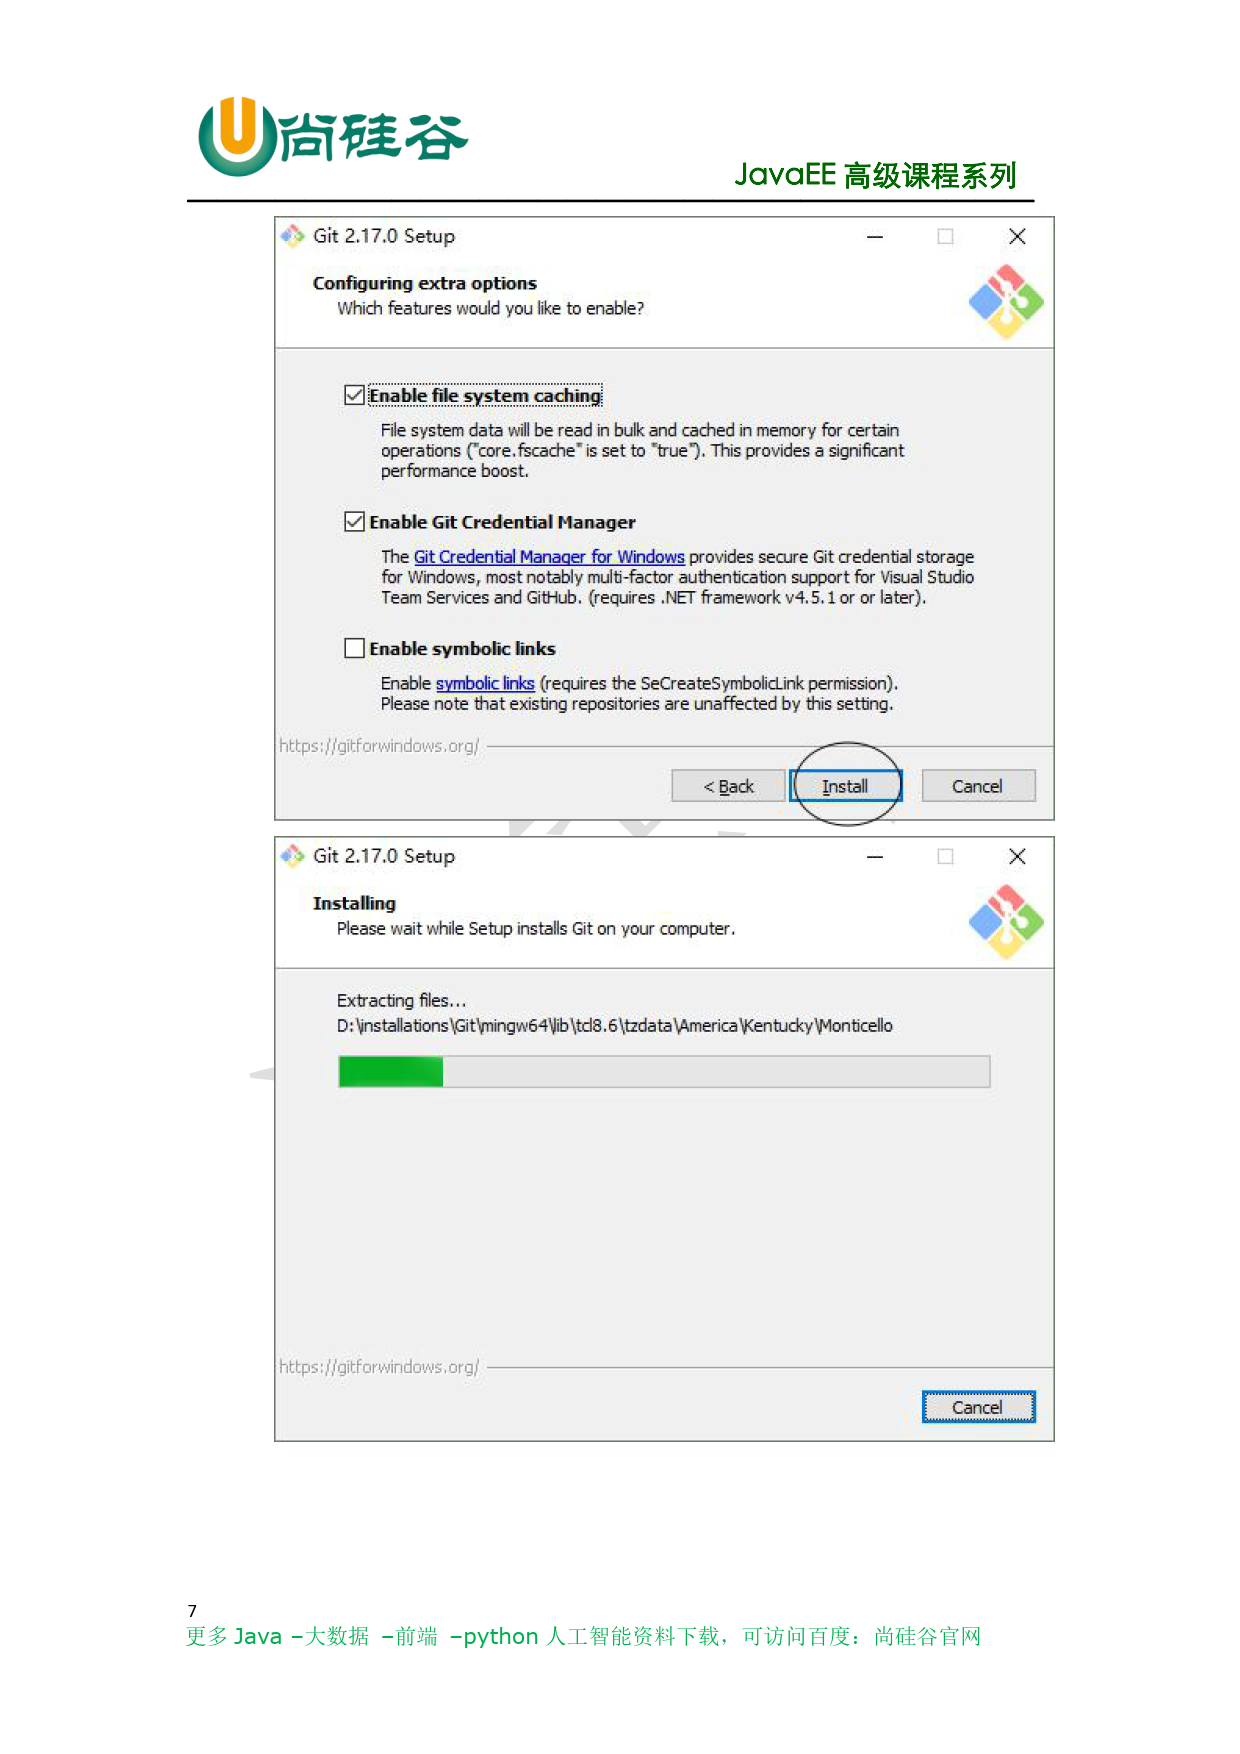 尚硅谷
JavaEE 高级课程系列
Git 2.17.0 Setup
Configuring extra options
Which features would you like to enable?
Enable file system caching
File system data will be read in bulk and cached in memory for certain
operations ("core.fscache" is set to "true"). This provides a significant
performance boost.
Enable Git Credential Manager
The Git Credential Manager for Windows provides secure Git credential storage
for Windows, most notably multi-factor authentication support for Visual Studio
Team Services and GitHub. (requires .NET framework v4.5.1 or or later).
Enable symbolic links
Enable symbolic links (requires the SeCreateSymbolicLink permission).
Please note that existing repositories are unaffected by this setting.
https://gitforwindows.org/
< Back Install Cancel
Git 2.17.0 Setup
Installing
Please wait while Setup installs Git on your computer.
Extracting files...
D:\installations\Git\mingw64\lib\tcl8.6\tzdata\America\Kentucky\Monticello
https://gitforwindows.org/
Cancel
7
更多 Java –大数据 –前端 –python 人工智能资料下载，可访问百度：尚硅谷官网